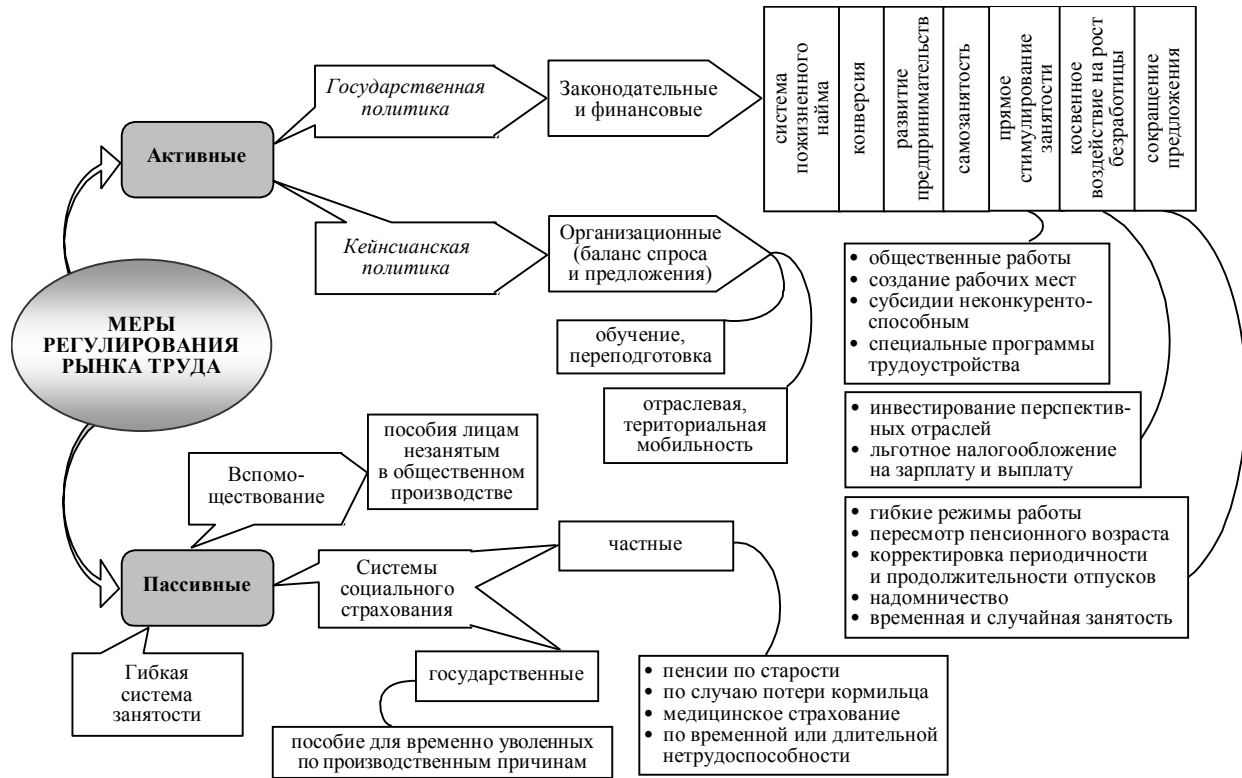 МЕРЫ
РЕГУЛИРОВАНИЯ
РЫНКА ТРУДА
Активные
Государственная
политика
Законодательные
и финансовые
система
пожизненного
найма
конверсия
развитие
предпринимательств
самозанятость
прямое
стимулирование
занятости
косвенное
воздействие на рост
безработицы
сокращение
предложения
Кейнсианская
политика
Организационные
(баланс спроса
и предложения)
обучение,
переподготовка
отраслевая,
териториальная
мобильность
• общественные работы
• создание рабочих мест
• субсидии неконкуренто-
способным
• специальные программы
трудоустройства
• инвестирование перспектив-
ных отраслей
• льготное налогообложение
на зарплату и выплату
• гибкие режимы работы
• пересмотр пенсионного возраста
• корректировка периодичности
и продолжительности отпусков
• надомничество
• временная и случайная занятость
Пассивные
Вспомо-
ществование
пособия лицам
незанятым
в общественном
производстве
Системы
социального
страхования
частные
• пенсии по старости
• по случаю потери кормильца
• медицинское страхование
• по временной или длительной
нетрудоспособности
государственные
пособие для временно уволенных
по производственным причинам
Гибкая
система
занятости